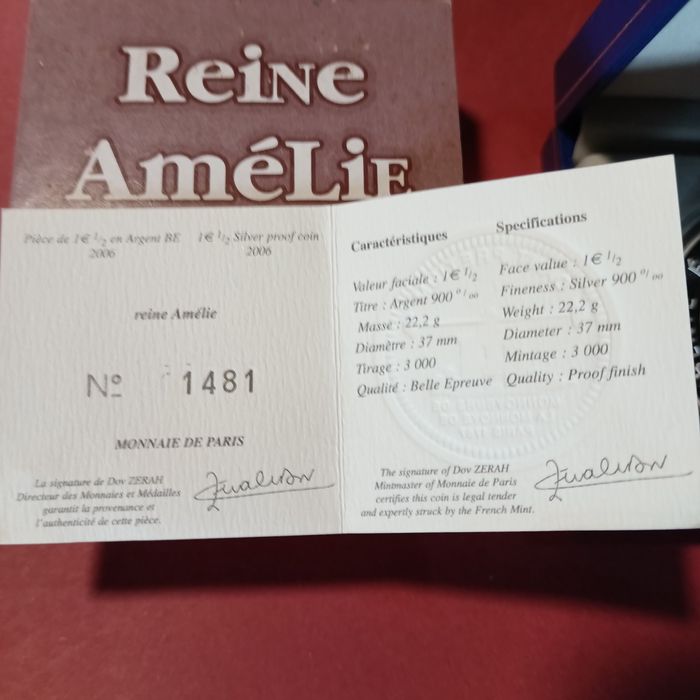 Reine
AméLiE
Pièce de 1€ 1/2 en Argent BE
2006
1€ 1/2 Silver proof coin
2006
reine Amélie
Nº 1481
MONNAIE DE PARIS
La signature de Dov ZERAH
Directeur des Monnaies et Médailles
garantit la provenance et
l'authenticité de cette pièce.
Caractéristiques
Valeur faciale : 1€ 1/2
Titre : Argent 900 º/ºº
Masse : 22,2 g
Diamètre : 37 mm
Tirage : 3 000
Qualité : Belle Epreuve
Specifications
Face value : 1€ 1/2
Fineness : Silver 900 º/ºº
Weight : 22,2 g
Diameter : 37 mm
Mintage : 3 000
Quality : Proof finish
The signature of Dov ZERAH
Mintmaster of Monnaie de Paris
certifies this coin is legal tender
and expertly struck by the French Mint.